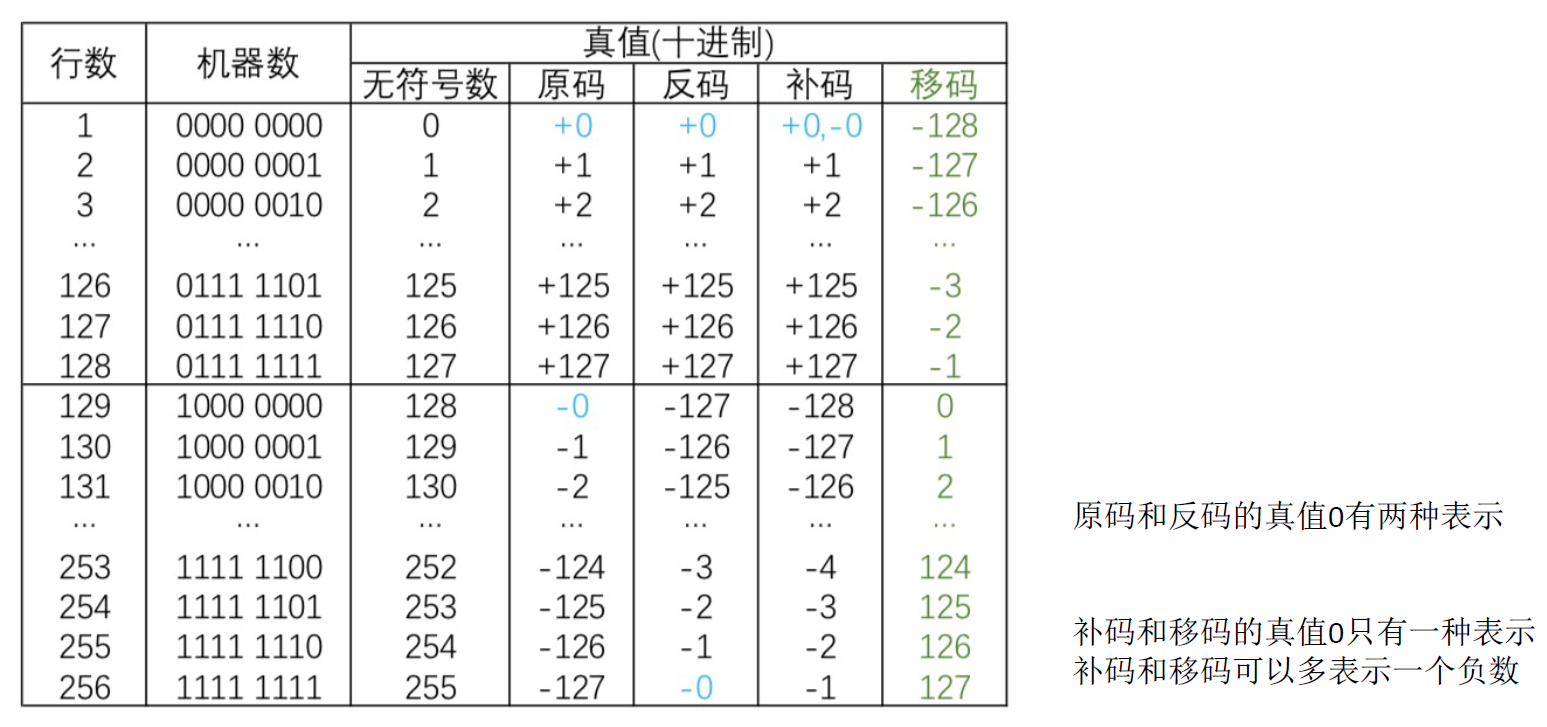 行数 机器数 真值(十进制)
无符号数 原码 反码 补码 移码
1 0000 0000 0 +0 +0 +0,-0 -128
2 0000 0001 1 +1 +1 +1 -127
3 0000 0010 2 +2 +2 +2 -126
... ... ... ... ... ... ...
126 0111 1101 125 +125 +125 +125 -3
127 0111 1110 126 +126 +126 +126 -2
128 0111 1111 127 +127 +127 +127 -1
129 1000 0000 128 -0 -127 -128 0
130 1000 0001 129 -1 -126 -127 1
131 1000 0010 130 -2 -125 -126 2
... ... ... ... ... ... ...
253 1111 1100 252 -124 -3 -4 124
254 1111 1101 253 -125 -2 -3 125
255 1111 1110 254 -126 -1 -2 126
256 1111 1111 255 -127 -0 -1 127
原码和反码的真值0有两种表示
补码和移码的真值0只有一种表示
补码和移码可以多表示一个负数